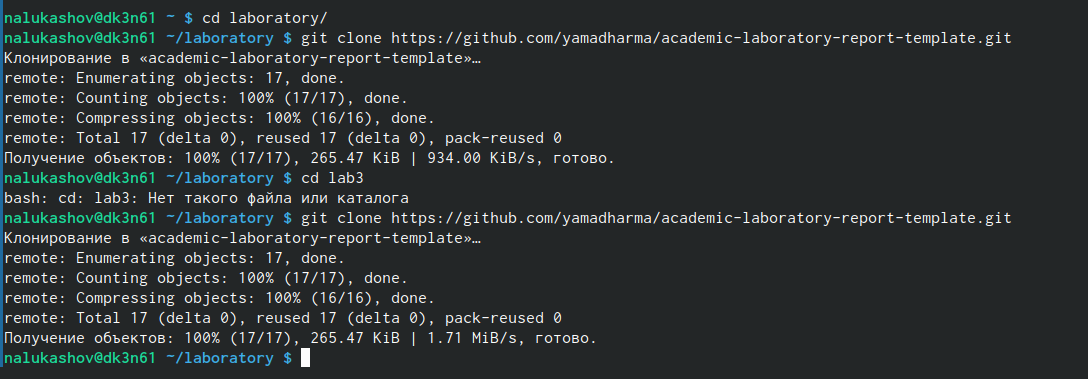 nalukashov@dk3n61 ~ $ cd laboratory/
nalukashov@dk3n61 ~/laboratory $ git clone https://github.com/yamadharma/academic-laboratory-report-template.git
Клонирование в «academic-laboratory-report-template»…
remote: Enumerating objects: 17, done.
remote: Counting objects: 100% (17/17), done.
remote: Compressing objects: 100% (16/16), done.
remote: Total 17 (delta 0), reused 17 (delta 0), pack-reused 0
Получение объектов: 100% (17/17), 265.47 KiB | 934.00 KiB/s, готово.
nalukashov@dk3n61 ~/laboratory $ cd lab3
bash: cd: lab3: Нет такого файла или каталога
nalukashov@dk3n61 ~/laboratory $ git clone https://github.com/yamadharma/academic-laboratory-report-template.git
Клонирование в «academic-laboratory-report-template»…
remote: Enumerating objects: 17, done.
remote: Counting objects: 100% (17/17), done.
remote: Compressing objects: 100% (16/16), done.
remote: Total 17 (delta 0), reused 17 (delta 0), pack-reused 0
Получение объектов: 100% (17/17), 265.47 KiB | 1.71 MiB/s, готово.
nalukashov@dk3n61 ~/laboratory $